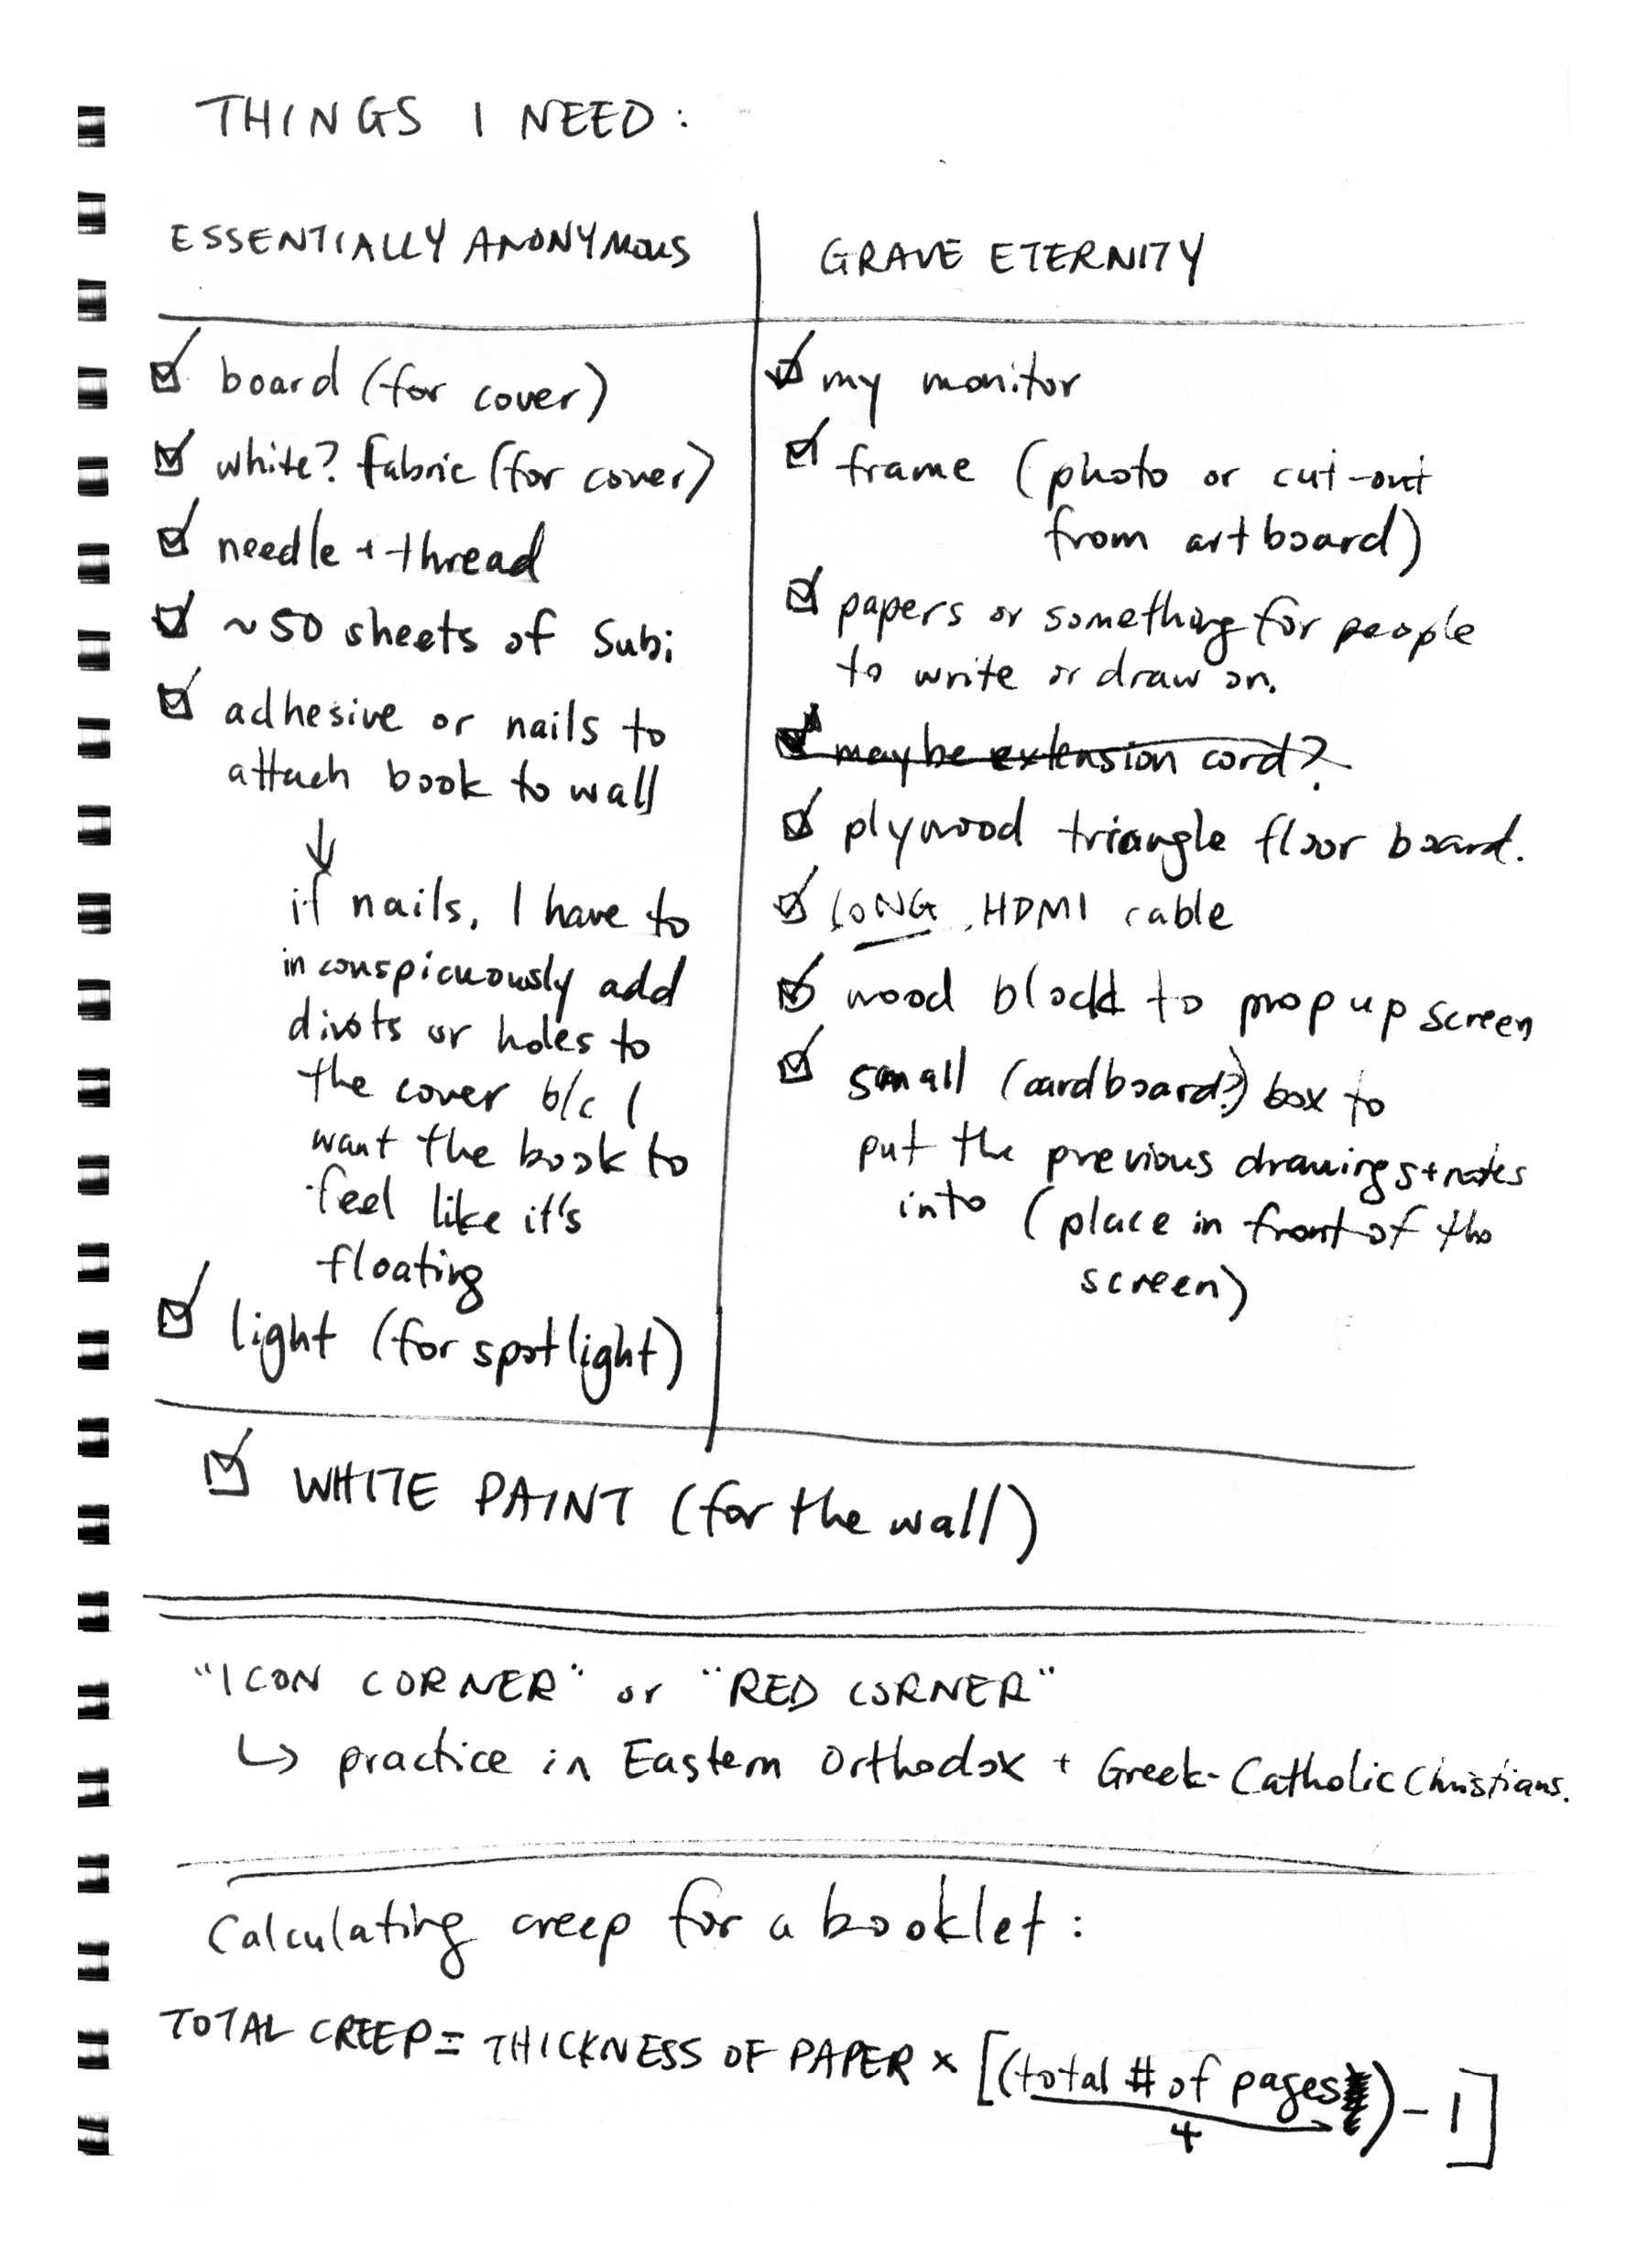 THINGS I NEED:
ESSENTIALLY ANONYMOUS
board (for cover)
white? fabric (for cover)
needle + thread
~50 sheets of Subi
adhesive or nails to
attach book to wall
↓
if nails, I have to
inconspicuously add
divots or holes to
the cover b/c I
want the book to
feel like it's
floating
light (for spotlight)
GRAVE ETERNITY
my monitor
frame (photo or cut-out
from artboard)
papers or something for people
to write or draw on.
maybe extension cord?
plywood triangle floor board.
LONG HDMI cable
wood block to prop up screen
small (cardboard?) box to
put the previous drawings + notes
into (place in front of the
screen)
WHITE PAINT (for the wall)
"ICON CORNER" or "RED CORNER"
↳ practice in Eastern Orthodox + Greek-Catholic Christians.
Calculating creep for a booklet:
TOTAL CREEP = THICKNESS OF PAPER × [(total # of pages) - 1]
4